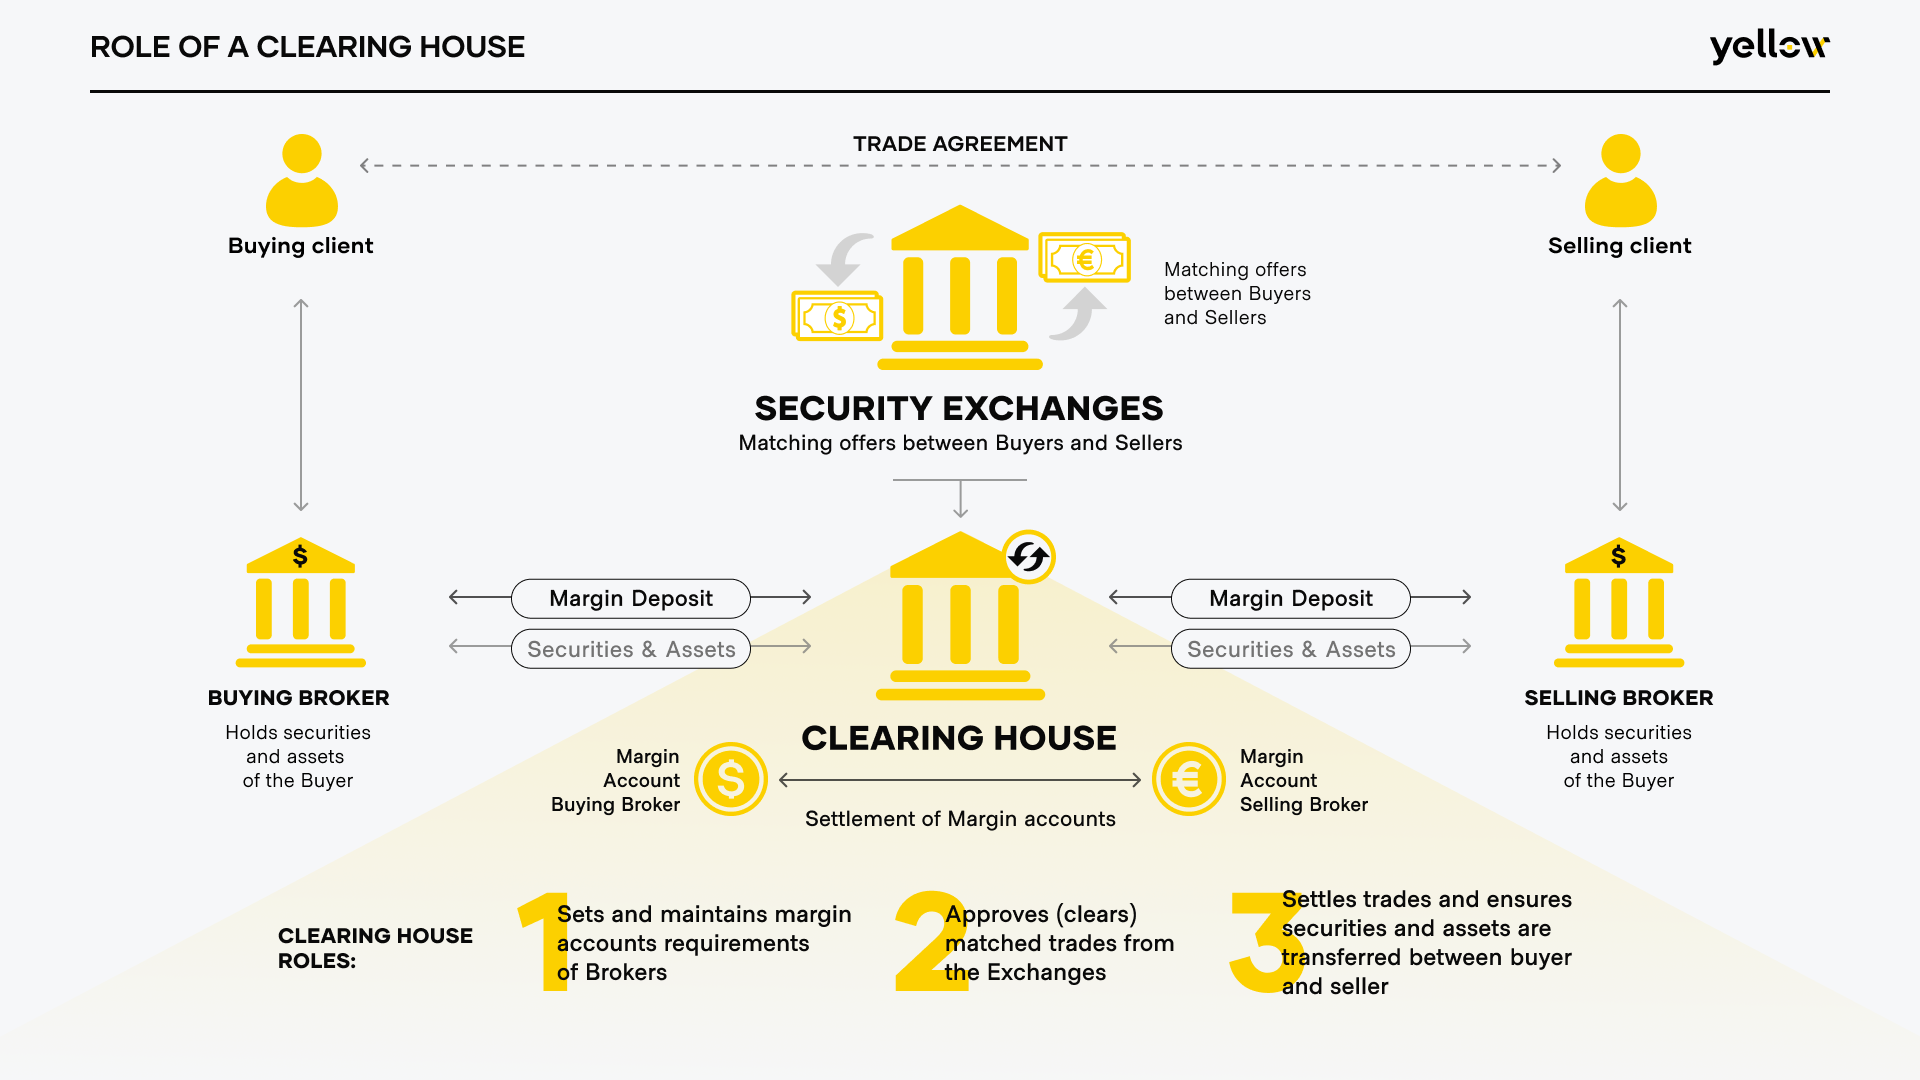 ROLE OF A CLEARING HOUSE
yellow
TRADE AGREEMENT
Buying client
Selling client
$
€
Matching offers
between Buyers
and Sellers
SECURITY EXCHANGES
Matching offers between Buyers and Sellers
$
$
Margin Deposit
Securities & Assets
Margin Deposit
Securities & Assets
BUYING BROKER
Holds securities
and assets
of the Buyer
SELLING BROKER
Holds securities
and assets
of the Buyer
CLEARING HOUSE
Margin
Account
Buying Broker
$
€
Margin
Account
Selling Broker
Settlement of Margin accounts
CLEARING HOUSE
ROLES:
1
Sets and maintains margin
accounts requirements
of Brokers
2
Approves (clears)
matched trades from
the Exchanges
3
Settles trades and ensures
securities and assets are
transferred between buyer
and seller